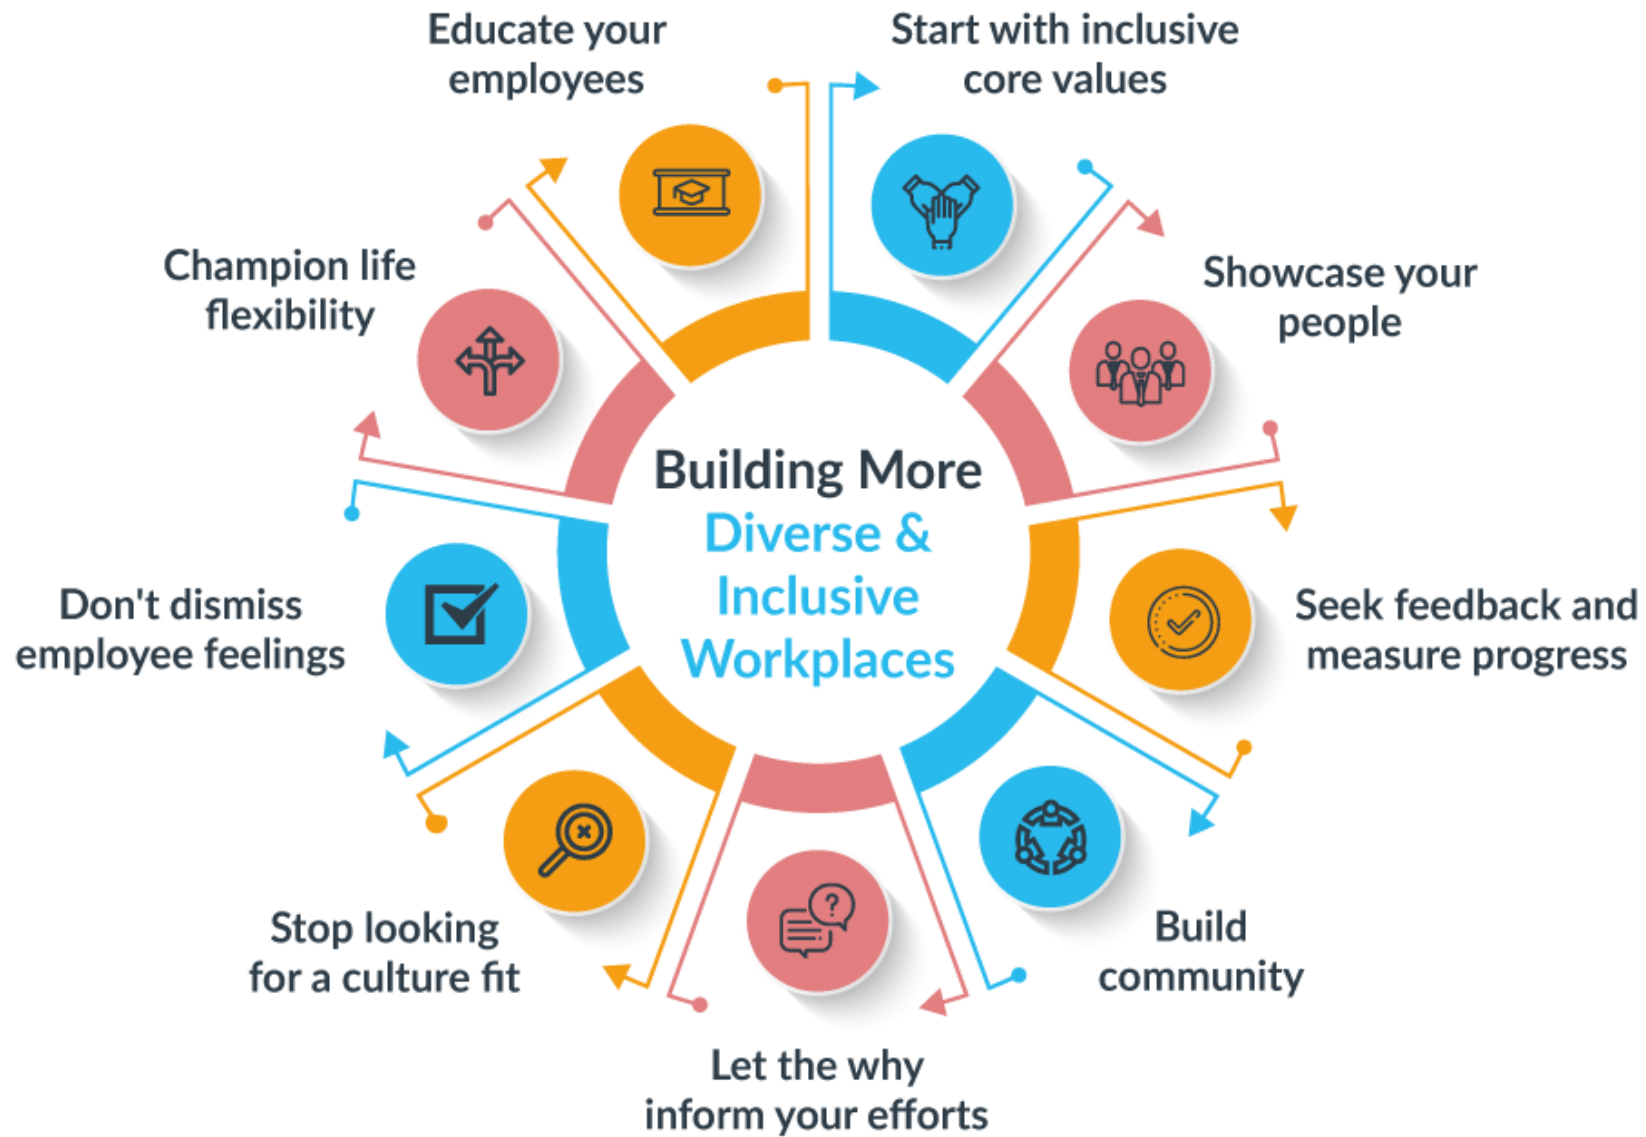 Educate your
employees
Start with inclusive
core values
Champion life
flexibility
Showcase your
people
Building More
Diverse &
Inclusive
Workplaces
Don't dismiss
employee feelings
Seek feedback and
measure progress
Stop looking
for a culture fit
Build
community
?
Let the why
inform your efforts